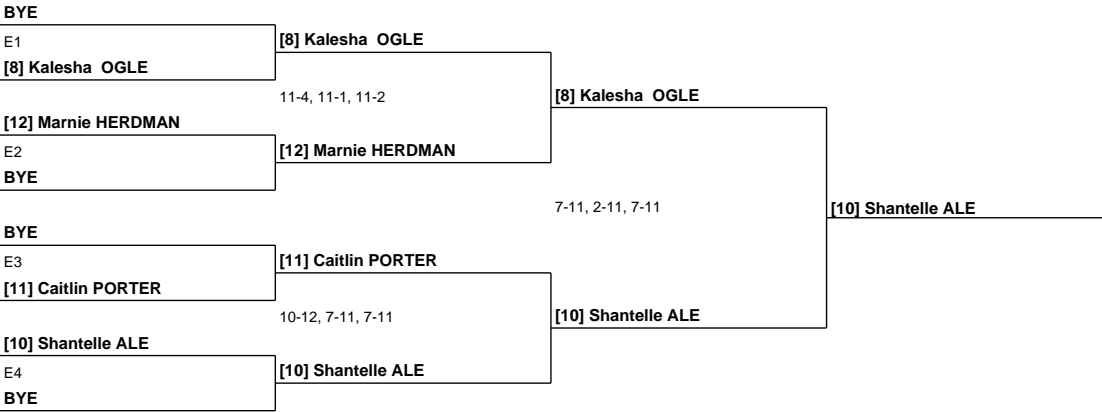 BYE
E1
[8] Kalesha  OGLE
[8] Kalesha  OGLE
11-4, 11-1, 11-2
[8] Kalesha  OGLE
[12] Marnie HERDMAN
E2
[12] Marnie HERDMAN
BYE
7-11, 2-11, 7-11
[10] Shantelle ALE
BYE
E3
[11] Caitlin PORTER
[11] Caitlin PORTER
10-12, 7-11, 7-11
[10] Shantelle ALE
[10] Shantelle ALE
E4
[10] Shantelle ALE
BYE